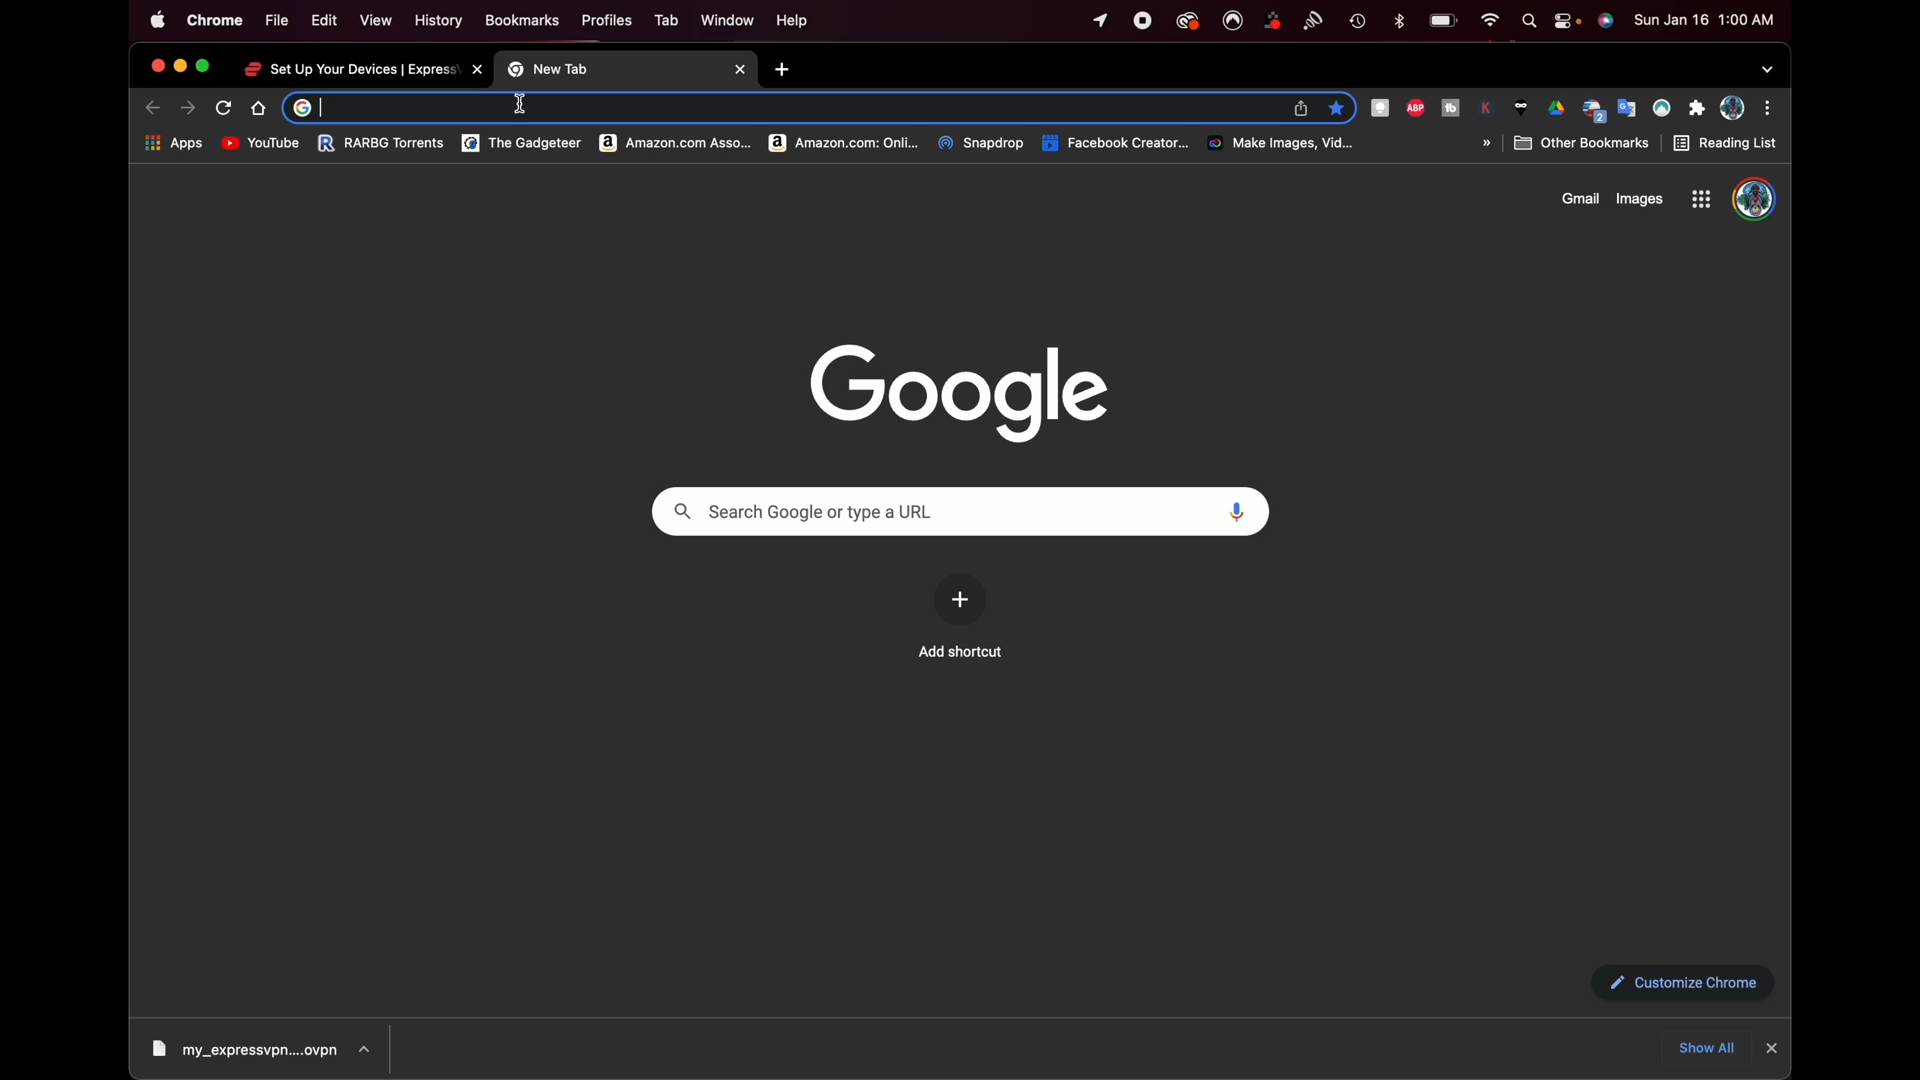 Chrome File Edit View History Bookmarks Profiles Tab Window Help Sun Jan 16 1:00 AM
Set Up Your Devices | Express New Tab
ABP tb K 2
Apps YouTube RARBG Torrents The Gadgeteer Amazon.com Asso... Amazon.com: Onli... Snapdrop Facebook Creator... Make Images, Vid... » Other Bookmarks Reading List
Gmail Images
Google
Search Google or type a URL
Add shortcut
Customize Chrome
my_expressvpn....ovpn Show All